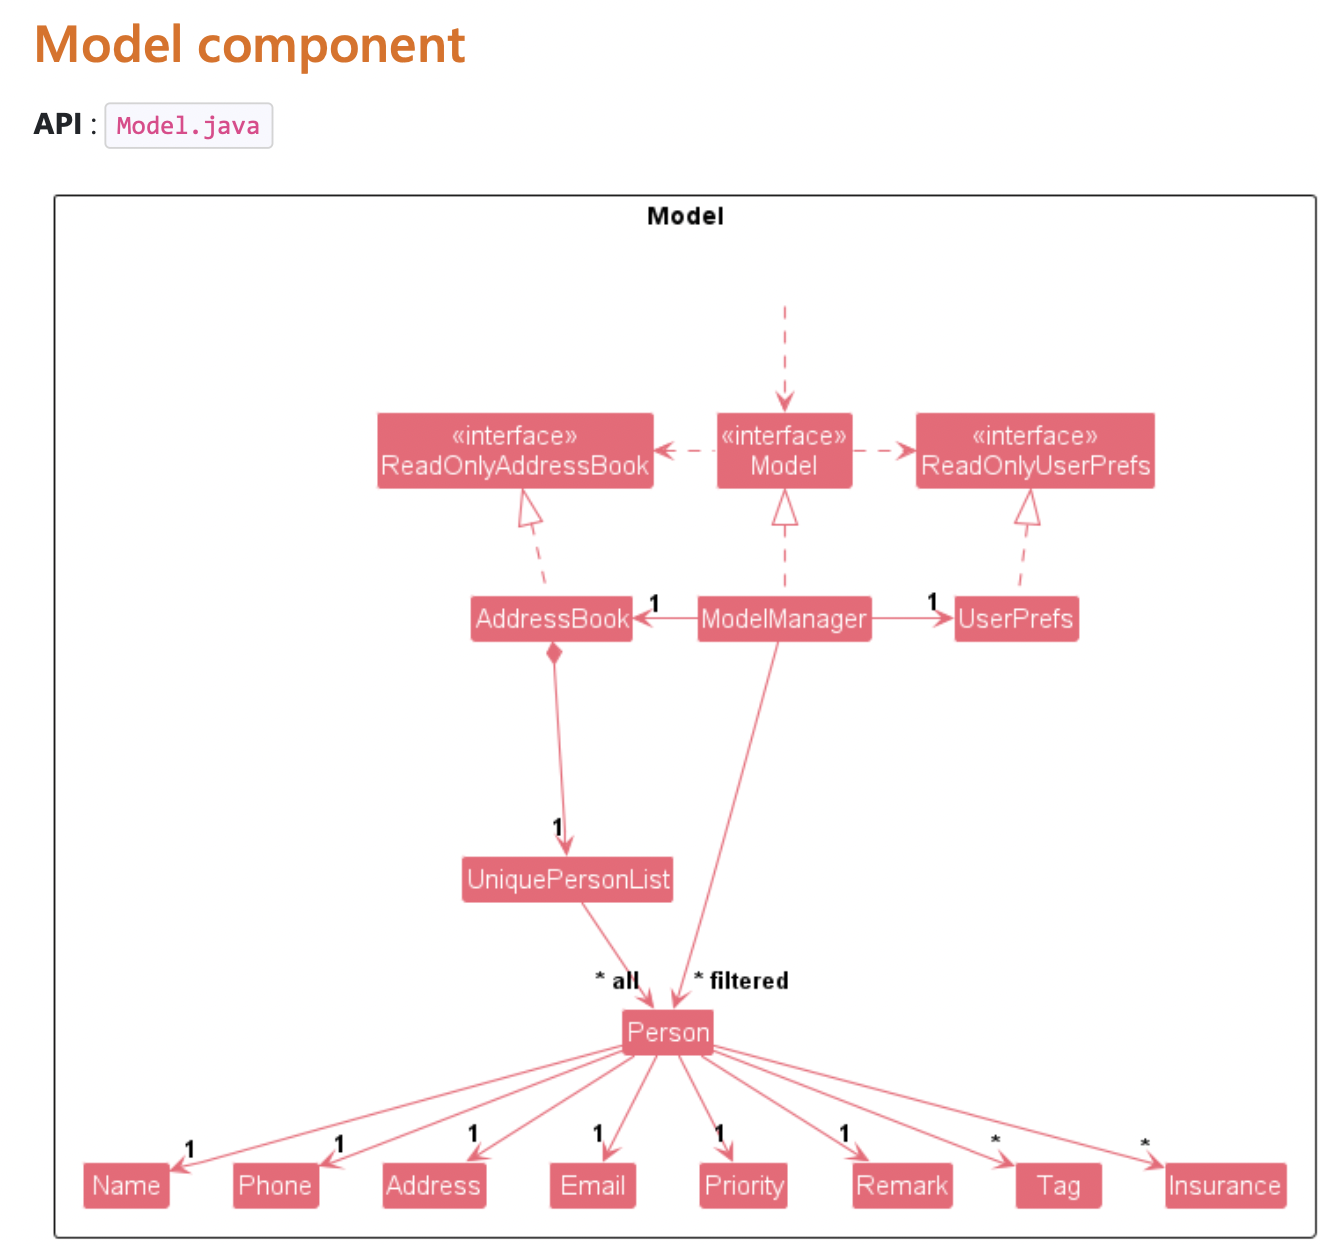 Model component
API : Model.java
Model
«interface»
ReadOnlyAddressBook
«interface»
Model
«interface»
ReadOnlyUserPrefs
AddressBook
1
ModelManager
1
UserPrefs
1
UniquePersonList
* all
* filtered
Person
1
1
1
1
1
1
*
*
Name
Phone
Address
Email
Priority
Remark
Tag
Insurance